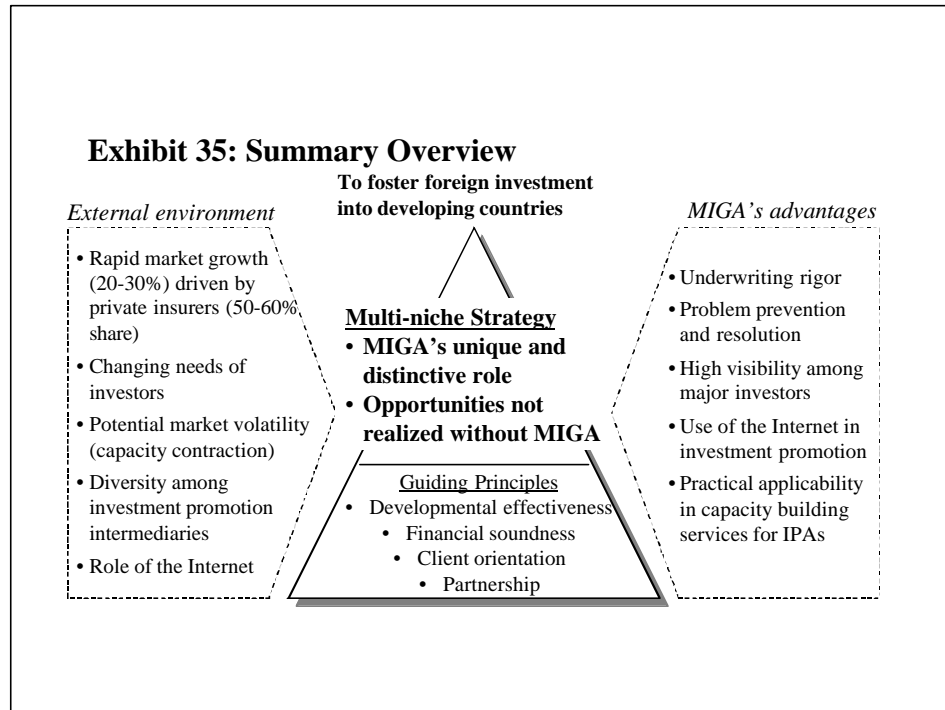 Exhibit 35: Summary Overview
To foster foreign investment
into developing countries
External environment
• Rapid market growth
(20-30%) driven by
private insurers (50-60%
share)
• Changing needs of
investors
• Potential market volatility
(capacity contraction)
• Diversity among
investment promotion
intermediaries
• Role of the Internet
Multi-niche Strategy
• MIGA's unique and
distinctive role
• Opportunities not
realized without MIGA
Guiding Principles
• Developmental effectiveness
• Financial soundness
• Client orientation
• Partnership
MIGA's advantages
• Underwriting rigor
• Problem prevention
and resolution
• High visibility among
major investors
• Use of the Internet in
investment promotion
• Practical applicability
in capacity building
services for IPAs